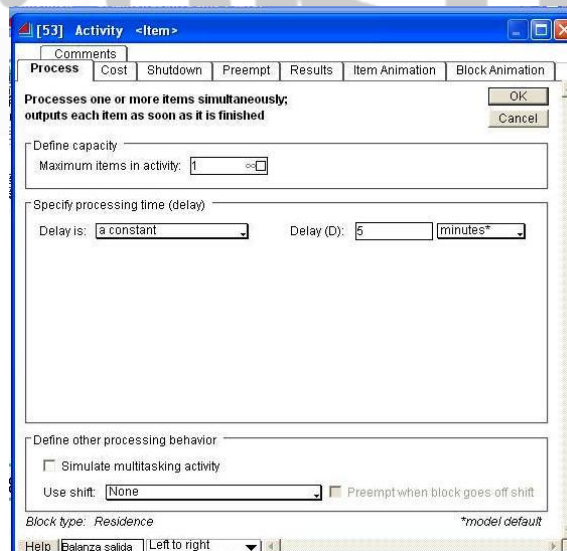 [53] Activity <Item>
Comments
Process Cost Shutdown Preempt Results Item Animation Block Animation
Processes one or more items simultaneously; OK
outputs each item as soon as it is finished Cancel
Define capacity
Maximum items in activity: 1 ∞
Specify processing time (delay)
Delay is: a constant Delay (D): 5 minutes*
Define other processing behavior
Simulate multitasking activity
Use shift: None Preempt when block goes off shift
Block type: Residence *model default
Help Balanza salida Left to right